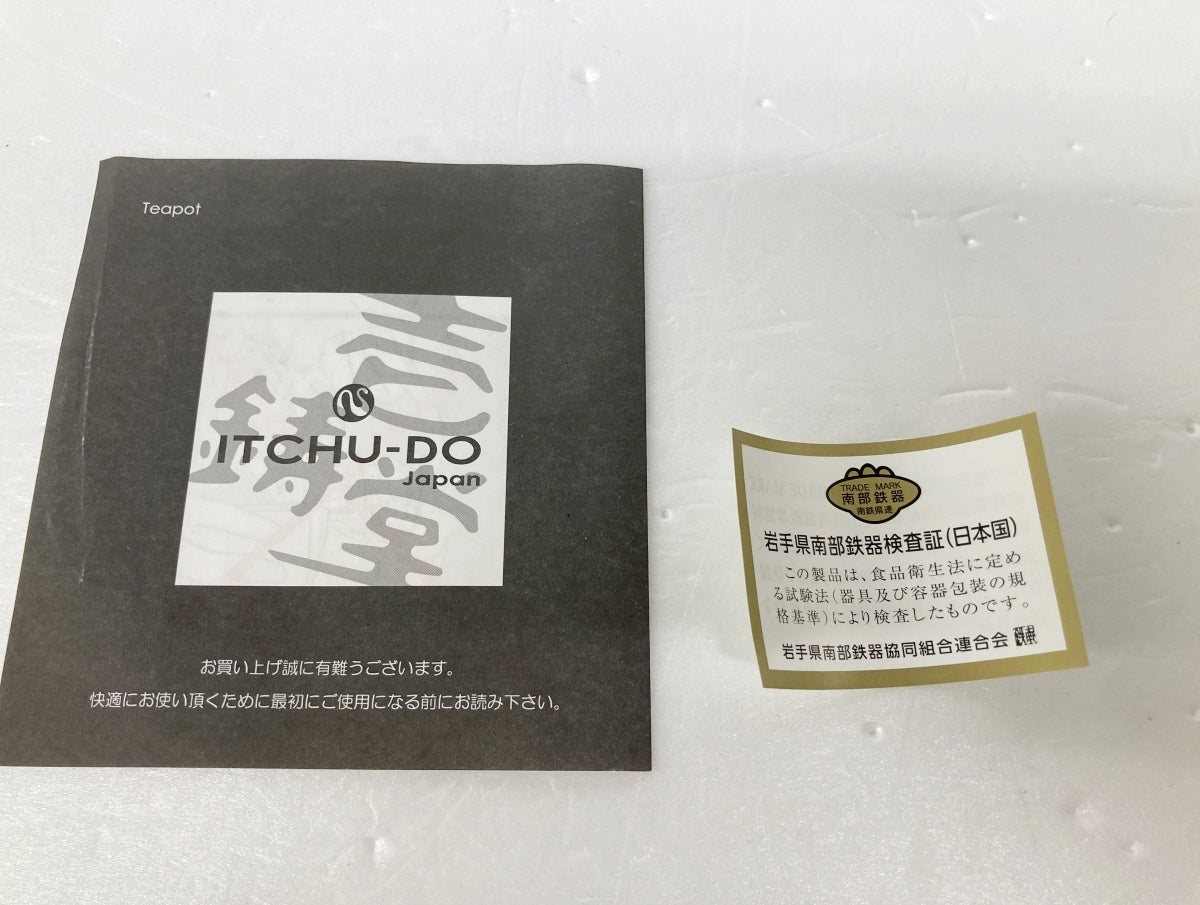 Teapot
壱鋳堂
ITCHU-DO
Japan
お買い上げ誠に有難うございます。
快適にお使い頂くために最初にご使用になる前にお読み下さい。
TRADE MARK
南部鉄器
南鉄県連
岩手県南部鉄器検査証(日本国)
この製品は、食品衛生法に定め
る試験法(器具及び容器包装の規
格基準)により検査したものです。
岩手県南部鉄器協同組合連合会